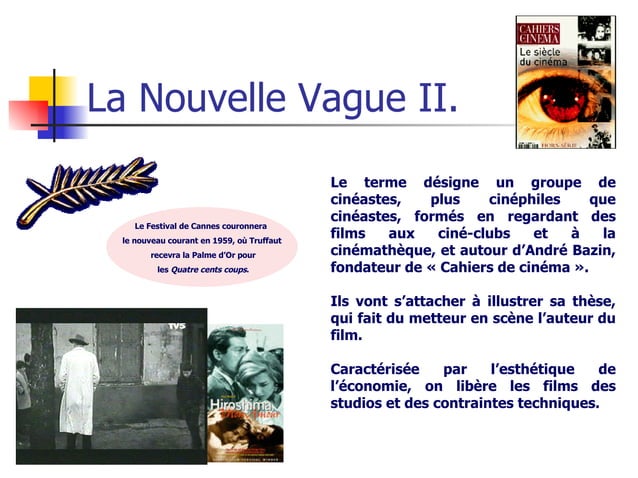 CAHIERS
CINEMA
Le siècle
du cinéma
HORS-SÉRIE
La Nouvelle Vague II.
Le Festival de Cannes couronnera
le nouveau courant en 1959, où Truffaut
recevra la Palme d'Or pour
les Quatre cents coups.
Le terme désigne un groupe de
cinéastes, plus cinéphiles que
cinéastes, formés en regardant des
films aux ciné-clubs et à la
cinémathèque, et autour d'André Bazin,
fondateur de « Cahiers de cinéma ».
Ils vont s'attacher à illustrer sa thèse,
qui fait du metteur en scène l'auteur du
film.
Caractérisée par l'esthétique de
l'économie, on libère les films des
studios et des contraintes techniques.
TV5
Hiroshima